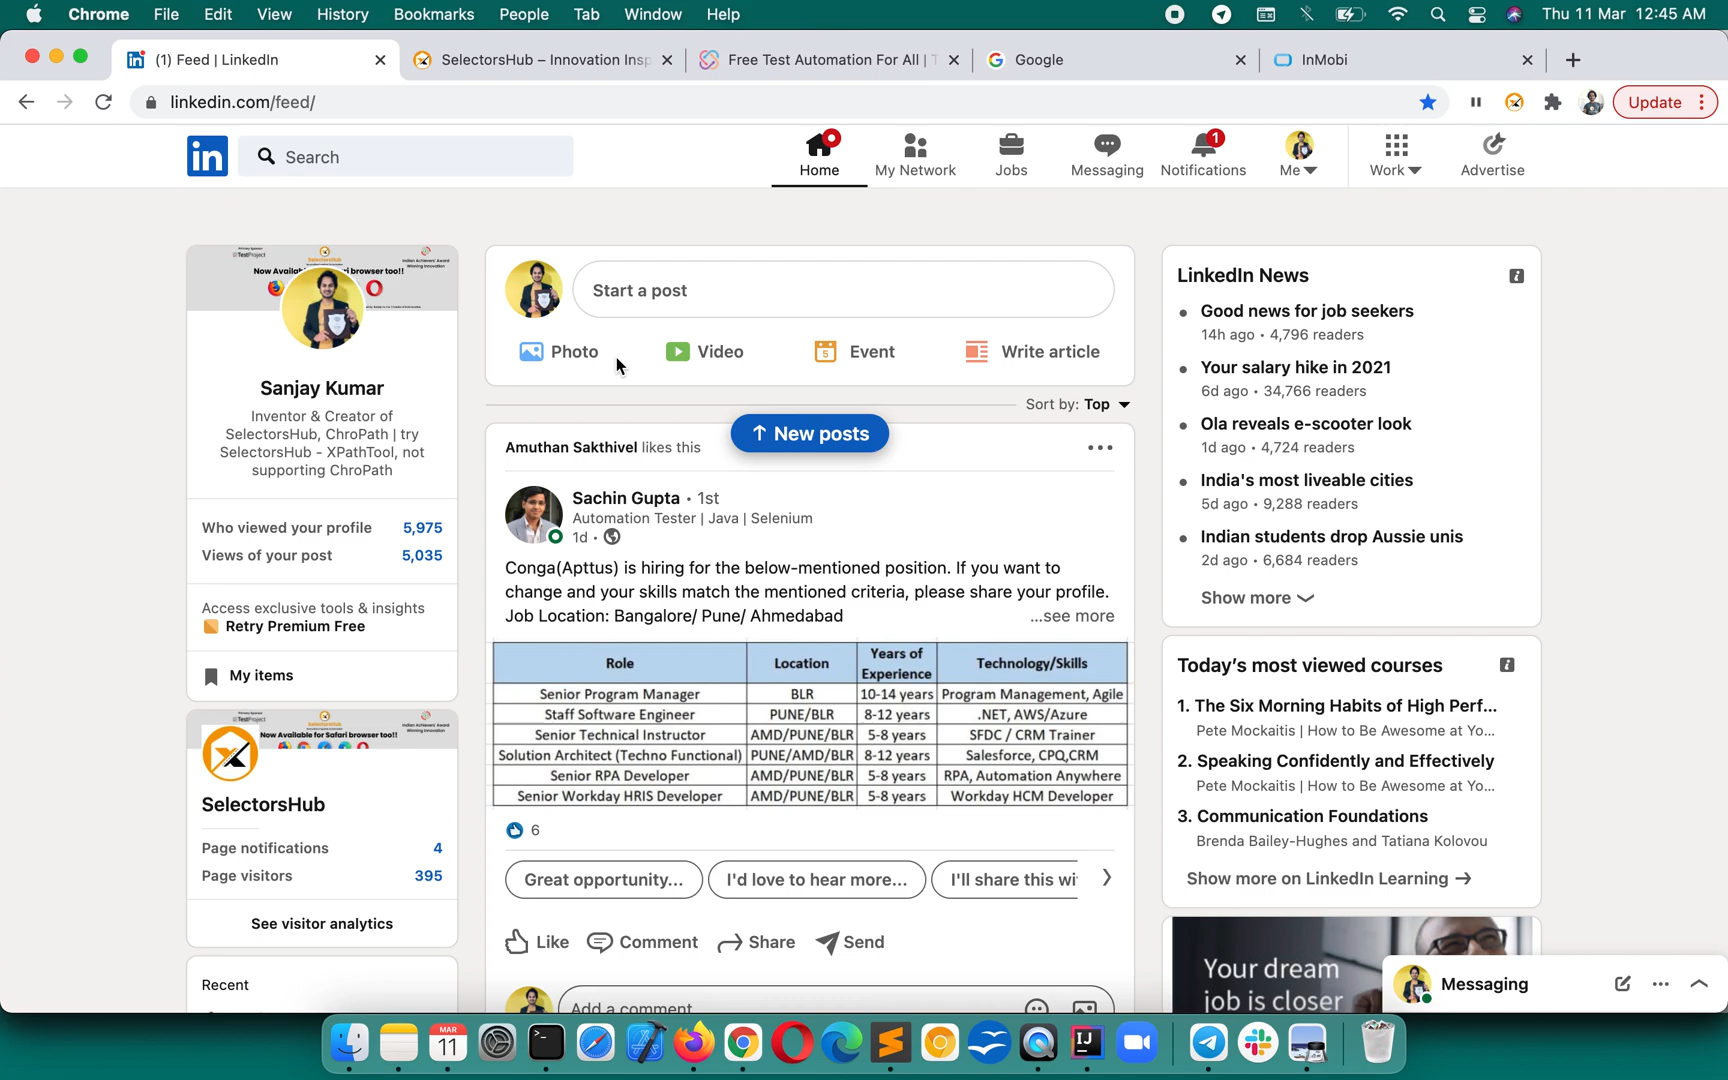 Chrome File Edit View History Bookmarks People Tab Window Help
Thu 11 Mar 12:45 AM
(1) Feed | LinkedIn
SelectorsHub – Innovation Insp
Free Test Automation For All | T
Google
InMobi
linkedin.com/feed/
Update
in
Search
Home
My Network
Jobs
Messaging
1
Notifications
Me
Work
Advertise
TestProject
SelectorsHub
Sanjay Kumar
Inventor & Creator of
SelectorsHub, ChroPath | try
SelectorsHub - XPathTool, not
supporting ChroPath
Who viewed your profile 5,975
Views of your post 5,035
Access exclusive tools & insights
Retry Premium Free
My items
Now Available for Safari browser too!!
SelectorsHub
Page notifications 4
Page visitors 395
See visitor analytics
Recent
Start a post
Photo
Video
5
Event
Write article
Sort by: Top
New posts
Amuthan Sakthivel likes this
Sachin Gupta • 1st
Automation Tester | Java | Selenium
1d •
Conga(Apttus) is hiring for the below-mentioned position. If you want to
change and your skills match the mentioned criteria, please share your profile.
Job Location: Bangalore/ Pune/ Ahmedabad ...see more
Role Location Years of Experience Technology/Skills
Senior Program Manager BLR 10-14 years Program Management, Agile
Staff Software Engineer PUNE/BLR 8-12 years .NET, AWS/Azure
Senior Technical Instructor AMD/PUNE/BLR 5-8 years SFDC / CRM Trainer
Solution Architect (Techno Functional) PUNE/AMD/BLR 8-12 years Salesforce, CPQ,CRM
Senior RPA Developer AMD/PUNE/BLR 5-8 years RPA, Automation Anywhere
Senior Workday HRIS Developer AMD/PUNE/BLR 5-8 years Workday HCM Developer
6
Great opportunity...
I'd love to hear more...
I'll share this wi
Like
Comment
Share
Send
Add a comment
LinkedIn News
Good news for job seekers
14h ago • 4,796 readers
Your salary hike in 2021
6d ago • 34,766 readers
Ola reveals e-scooter look
1d ago • 4,724 readers
India's most liveable cities
5d ago • 9,288 readers
Indian students drop Aussie unis
2d ago • 6,684 readers
Show more
Today's most viewed courses
1. The Six Morning Habits of High Perf...
Pete Mockaitis | How to Be Awesome at Yo...
2. Speaking Confidently and Effectively
Pete Mockaitis | How to Be Awesome at Yo...
3. Communication Foundations
Brenda Bailey-Hughes and Tatiana Kolovou
Show more on LinkedIn Learning →
Your dream
job is closer
Messaging
MAR
11
IJ